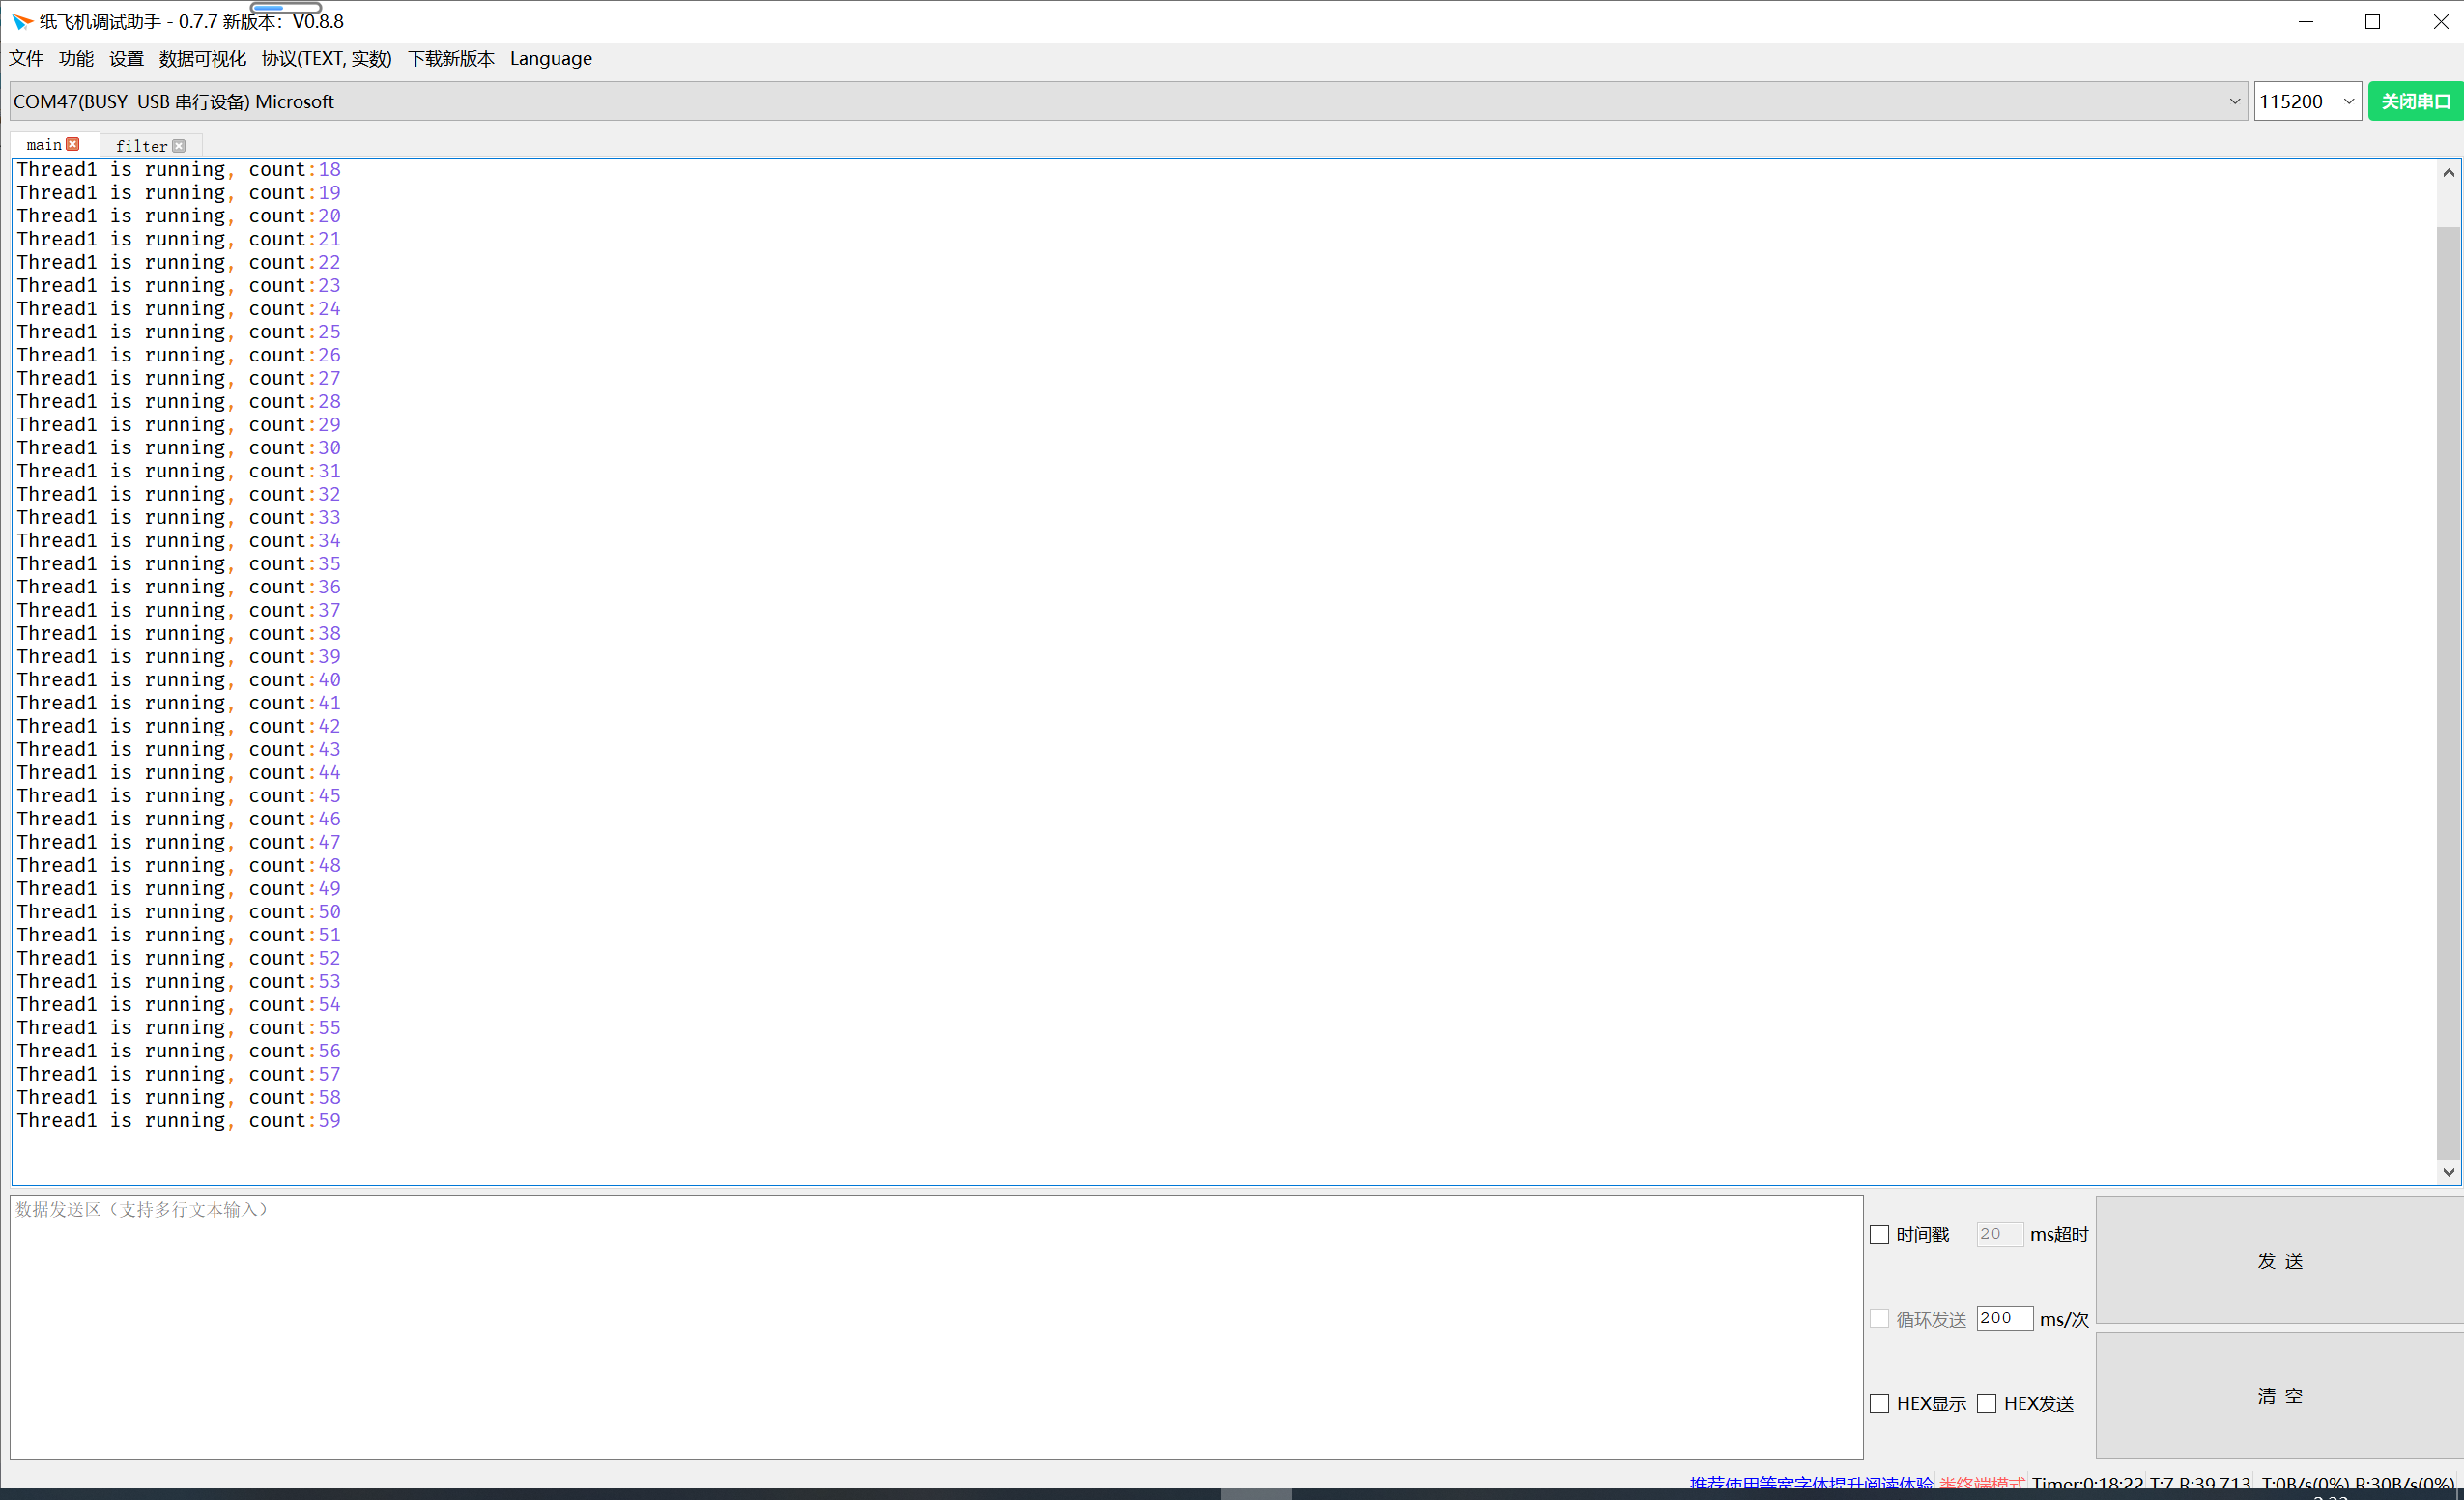 纸飞机调试助手 - 0.7.7 新版本：V0.8.8
文件 功能 设置 数据可视化 协议(TEXT, 实数) 下载新版本 Language
COM47(BUSY USB 串行设备) Microsoft 115200 关闭串口
main filter
Thread1 is running, count:18
Thread1 is running, count:19
Thread1 is running, count:20
Thread1 is running, count:21
Thread1 is running, count:22
Thread1 is running, count:23
Thread1 is running, count:24
Thread1 is running, count:25
Thread1 is running, count:26
Thread1 is running, count:27
Thread1 is running, count:28
Thread1 is running, count:29
Thread1 is running, count:30
Thread1 is running, count:31
Thread1 is running, count:32
Thread1 is running, count:33
Thread1 is running, count:34
Thread1 is running, count:35
Thread1 is running, count:36
Thread1 is running, count:37
Thread1 is running, count:38
Thread1 is running, count:39
Thread1 is running, count:40
Thread1 is running, count:41
Thread1 is running, count:42
Thread1 is running, count:43
Thread1 is running, count:44
Thread1 is running, count:45
Thread1 is running, count:46
Thread1 is running, count:47
Thread1 is running, count:48
Thread1 is running, count:49
Thread1 is running, count:50
Thread1 is running, count:51
Thread1 is running, count:52
Thread1 is running, count:53
Thread1 is running, count:54
Thread1 is running, count:55
Thread1 is running, count:56
Thread1 is running, count:57
Thread1 is running, count:58
Thread1 is running, count:59
数据发送区（支持多行文本输入）
时间戳 20 ms超时
发 送
循环发送 200 ms/次
清 空
HEX显示 HEX发送
推荐使用等宽字体提升阅读体验 类终端模式 Timer:0:18:22 T:7 R:39,713 T:0B/s(0%) R:30B/s(0%)